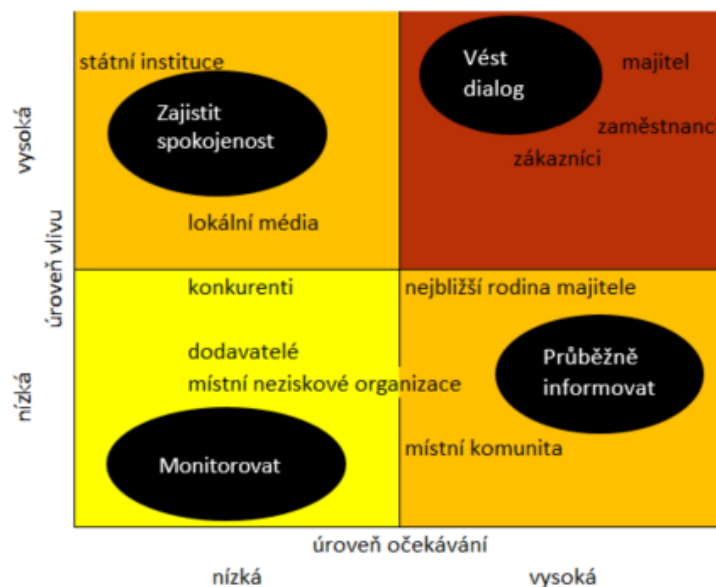 státní instituce
Zajistit
spokojenost
lokální média
Vést
dialog
majitel
zaměstnanc
zákazníci
vysoká
úroveň vlivu
nízká
konkurenti
dodavatelé
místní neziskové organizace
Monitorovat
nejbližší rodina majitele
Průběžně
informovat
místní komunita
úroveň očekávání
nízká
vysoká